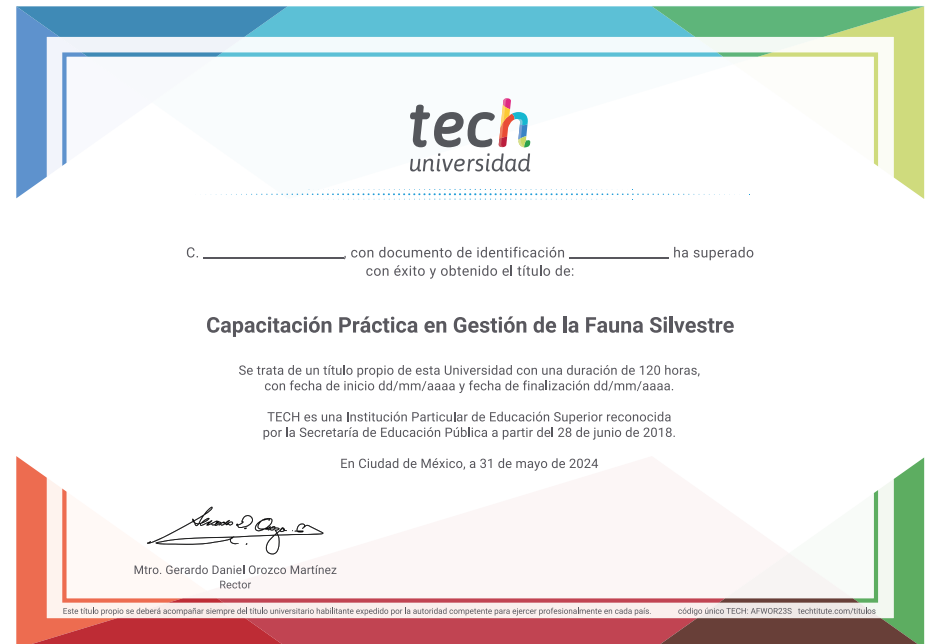 tech
universidad
C. ____________, con documento de identificación ____________ ha superado
con éxito y obtenido el título de:
Capacitación Práctica en Gestión de la Fauna Silvestre
Se trata de un título propio de esta Universidad con una duración de 120 horas,
con fecha de inicio dd/mm/aaaa y fecha de finalización dd/mm/aaaa.
TECH es una Institución Particular de Educación Superior reconocida
por la Secretaría de Educación Pública a partir del 28 de junio de 2018.
En Ciudad de México, a 31 de mayo de 2024
Mtro. Gerardo Daniel Orozco Martínez
Rector
Este título propio se deberá acompañar siempre del título universitario habilitante expedido por la autoridad competente para ejercer profesionalmente en cada país. código único TECH: AFWOR23S techtitute.com/titulos